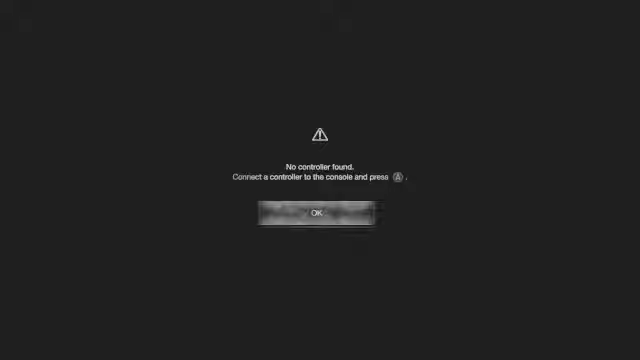 No controller found.
Connect a controller to the console and press Ⓐ .
OK